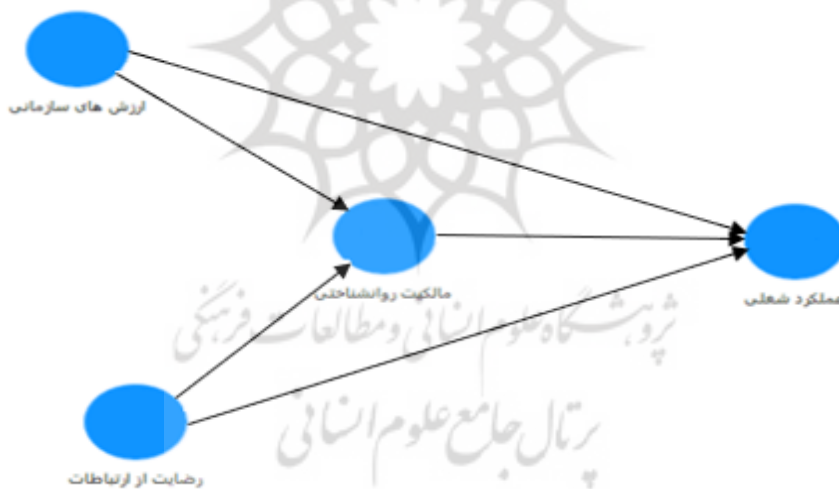 ارزش های سازمانی
مالکیت روانشناختی
عملکرد شغلی
پژوهشگاه علوم انسانی و مطالعات فرهنگی
پرتال جامع علوم انسانی
رضایت از ارتباطات